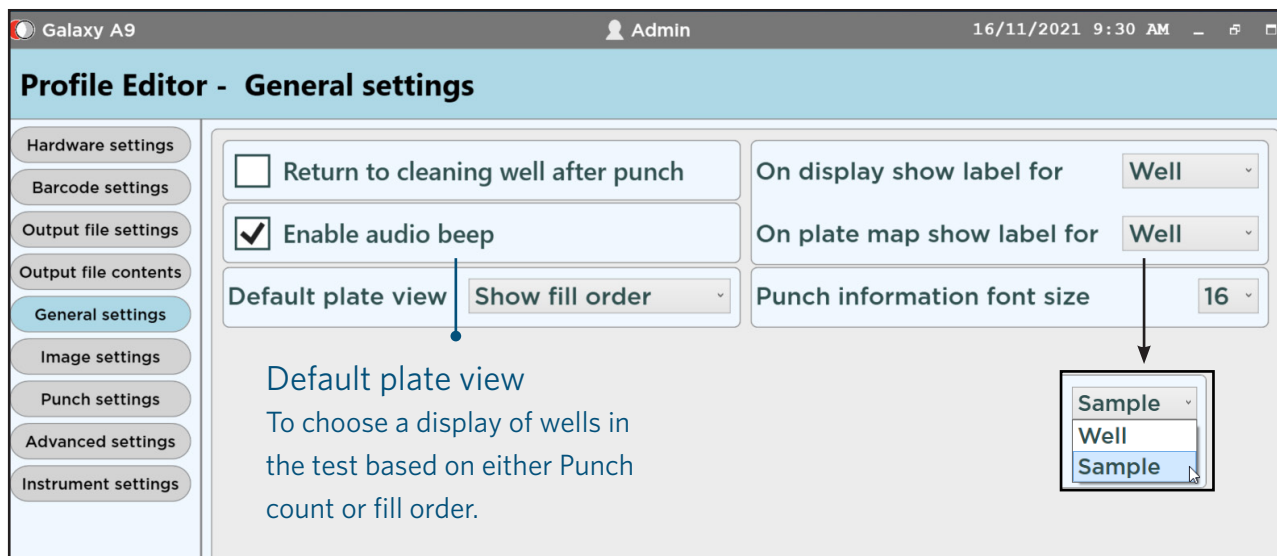 Galaxy A9
Admin
16/11/2021 9:30 AM
Profile Editor - General settings
Hardware settings
Barcode settings
Output file settings
Output file contents
General settings
Image settings
Punch settings
Advanced settings
Instrument settings
Return to cleaning well after punch
Enable audio beep
Default plate view Show fill order
On display show label for Well
On plate map show label for Well
Punch information font size 16
Default plate view
To choose a display of wells in
the test based on either Punch
count or fill order.
Sample
Well
Sample